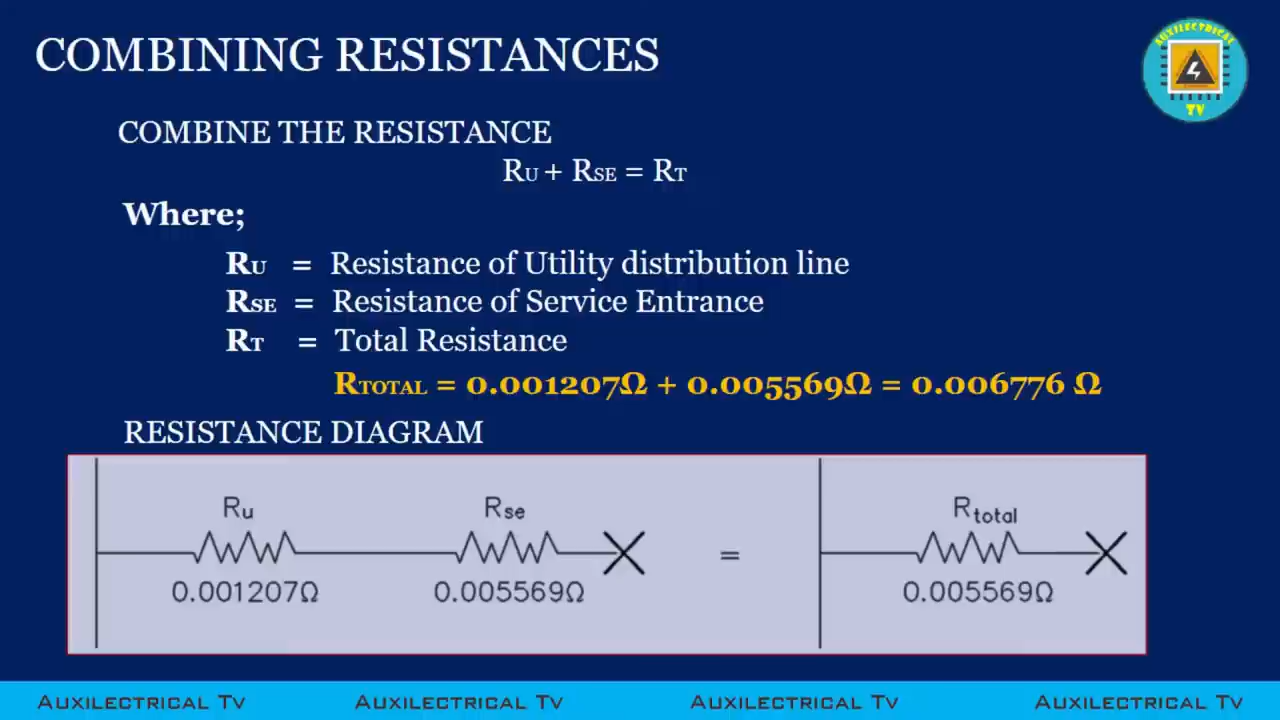 COMBINING RESISTANCES
AUXILECTRICAL
TV
COMBINE THE RESISTANCE
RU + RSE = RT
Where;
RU = Resistance of Utility distribution line
RSE = Resistance of Service Entrance
RT = Total Resistance
RTOTAL = 0.001207Ω + 0.005569Ω = 0.006776 Ω
RESISTANCE DIAGRAM
Ru Rse Rtotal
=
0.001207Ω 0.005569Ω 0.005569Ω
AUXILECTRICAL TV AUXILECTRICAL TV AUXILECTRICAL TV AUXILECTRICAL TV